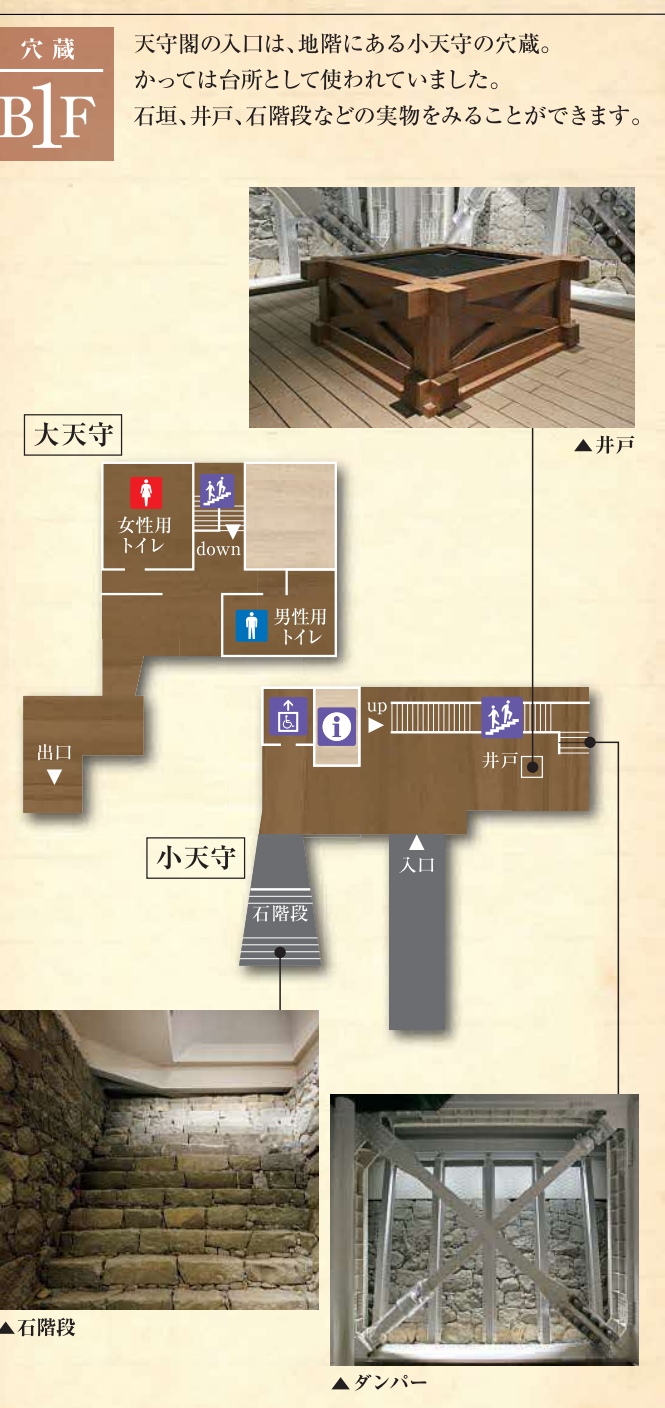 穴蔵
B1F
天守閣の入口は、地階にある小天守の穴蔵。
かっては台所として使われていました。
石垣、井戸、石階段などの実物をみることができます。
▲井戸
大天守
女性用
トイレ
down
男性用
トイレ
出口
▼
up
▶
i
井戸
小天守
▲
入口
石階段
▲石階段
▲ダンパー